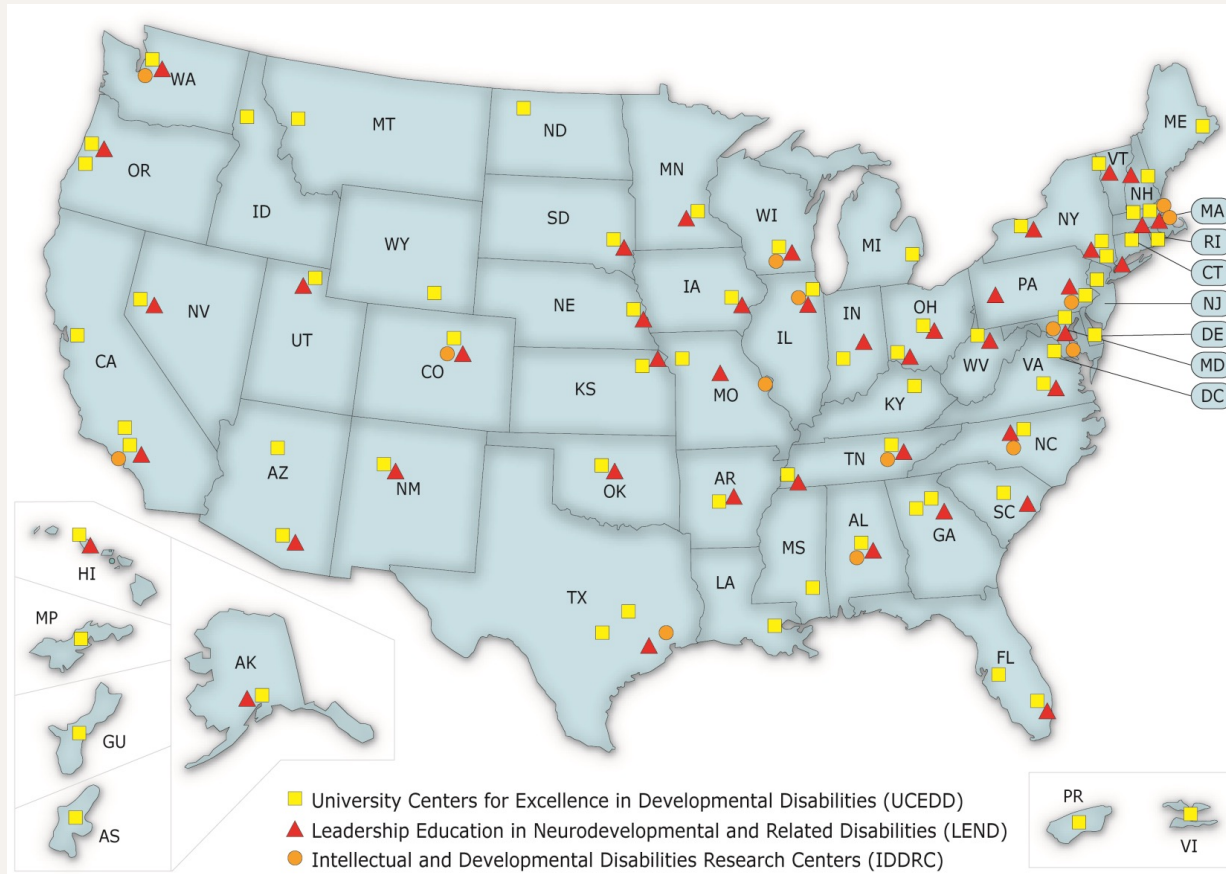 WA
MT
ND
MN
ME
VT
NH
OR
ID
SD
WI
MI
NY
MA
RI
CT
NJ
DE
MD
DC
WY
IA
PA
NE
NV
UT
CO
IL
IN
OH
WV
VA
CA
KS
MO
KY
NC
TN
AZ
NM
OK
AR
SC
MS
AL
GA
LA
TX
FL
HI
MP
AK
GU
AS
PR
VI
University Centers for Excellence in Developmental Disabilities (UCEDD)
Leadership Education in Neurodevelopmental and Related Disabilities (LEND)
Intellectual and Developmental Disabilities Research Centers (IDDRC)